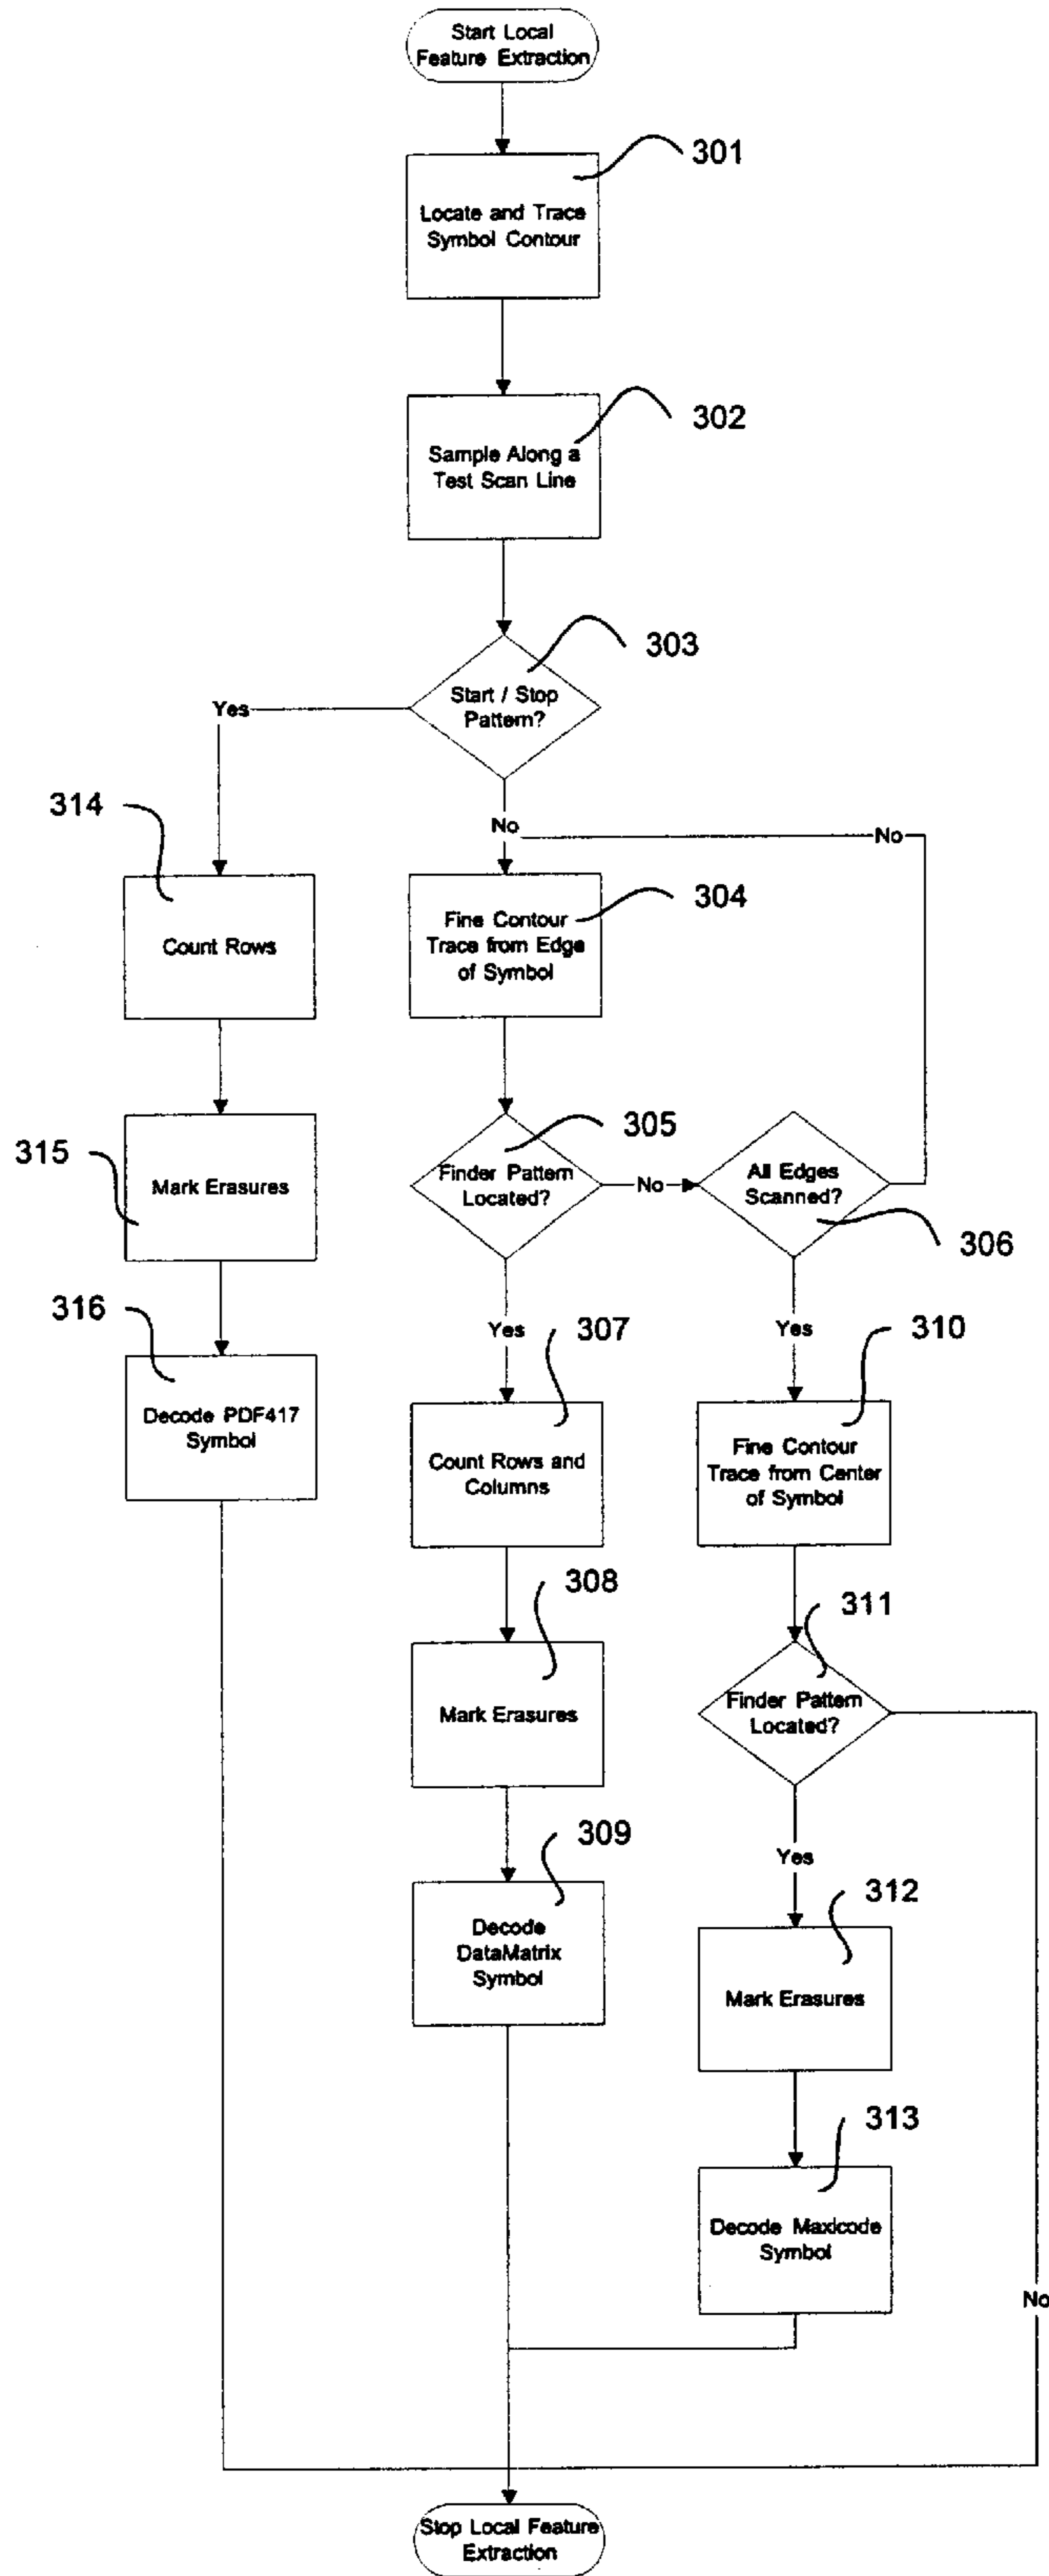 Start Local
Feature Extraction
301
Locate and Trace
Symbol Contour
302
Sample Along a
Test Scan Line
303
Start / Stop
Pattern?
Yes
No
No
314
Count Rows
304
Fine Contour
Trace from Edge
of Symbol
315
Mark Erasures
305
Finder Pattern
Located?
No
All Edges
Scanned?
306
316
Decode PDF417
Symbol
Yes
307
Count Rows and
Columns
Yes
310
Fine Contour
Trace from Center
of Symbol
308
Mark Erasures
311
Finder Pattern
Located?
309
Decode
DataMatrix
Symbol
Yes
312
Mark Erasures
313
Decode Maxicode
Symbol
No
Stop Local Feature
Extraction